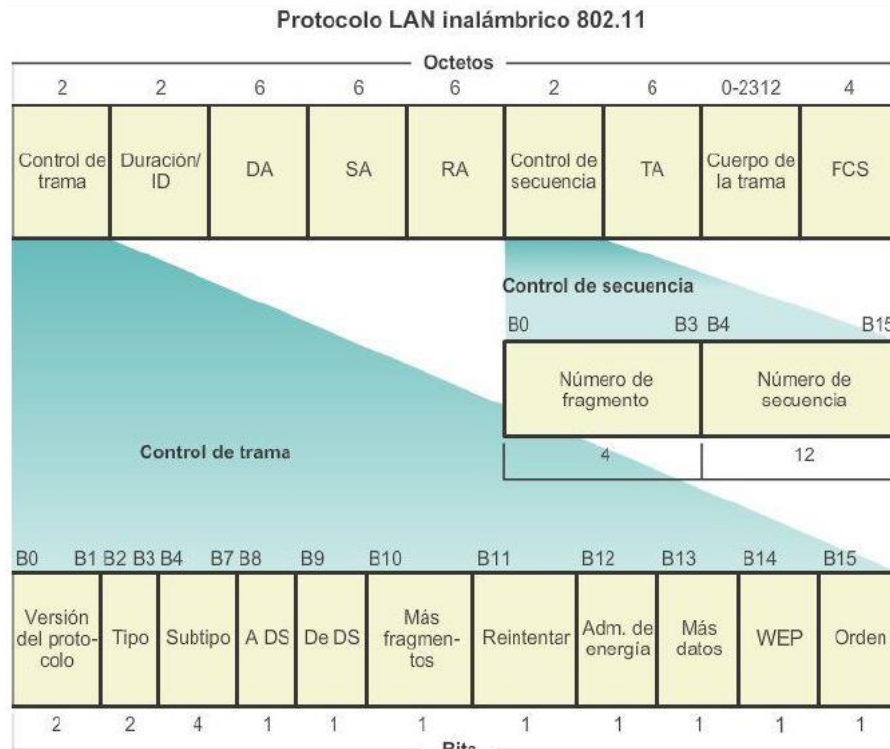 Protocolo LAN inalámbrico 802.11
Octetos
2 2 6 6 6 2 6 0-2312 4
Control de
trama
Duración/
ID
DA
SA
RA
Control de
secuencia
TA
Cuerpo de
la trama
FCS
Control de secuencia
B0 B3 B4 B15
Número de
fragmento
Número de
secuencia
4 12
Control de trama
B0 B1 B2 B3 B4 B7 B8 B9 B10 B11 B12 B13 B14 B15
Versión
del proto-
colo
Tipo
Subtipo
A DS
De DS
Más
fragmen-
tos
Reintentar
Adm. de
energía
Más
datos
WEP
Orden
2 2 4 1 1 1 1 1 1 1 1
Bits